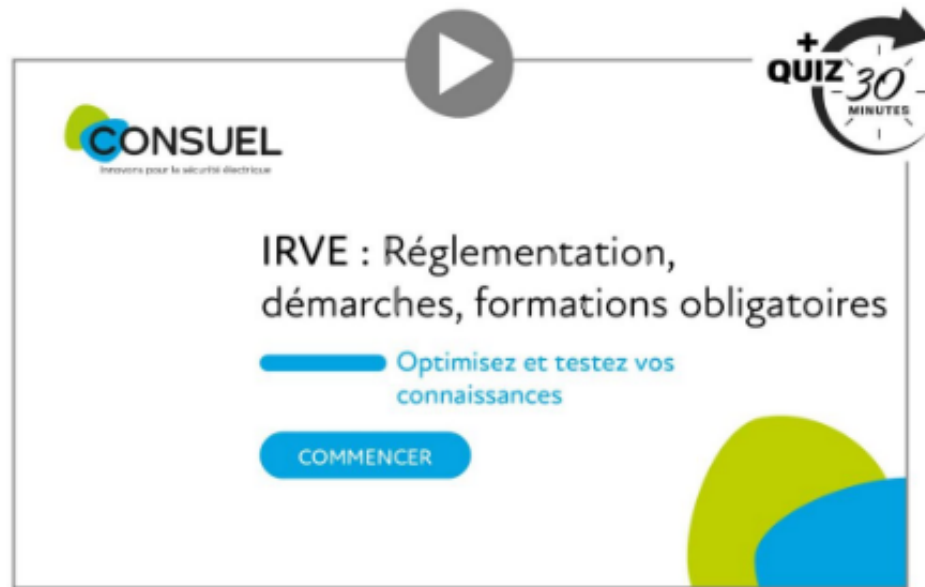 +
QUIZ
30
MINUTES
CONSUEL
Innovons pour la sécurité électrique
IRVE : Réglementation,
démarches, formations obligatoires
Optimisez et testez vos
connaissances
COMMENCER